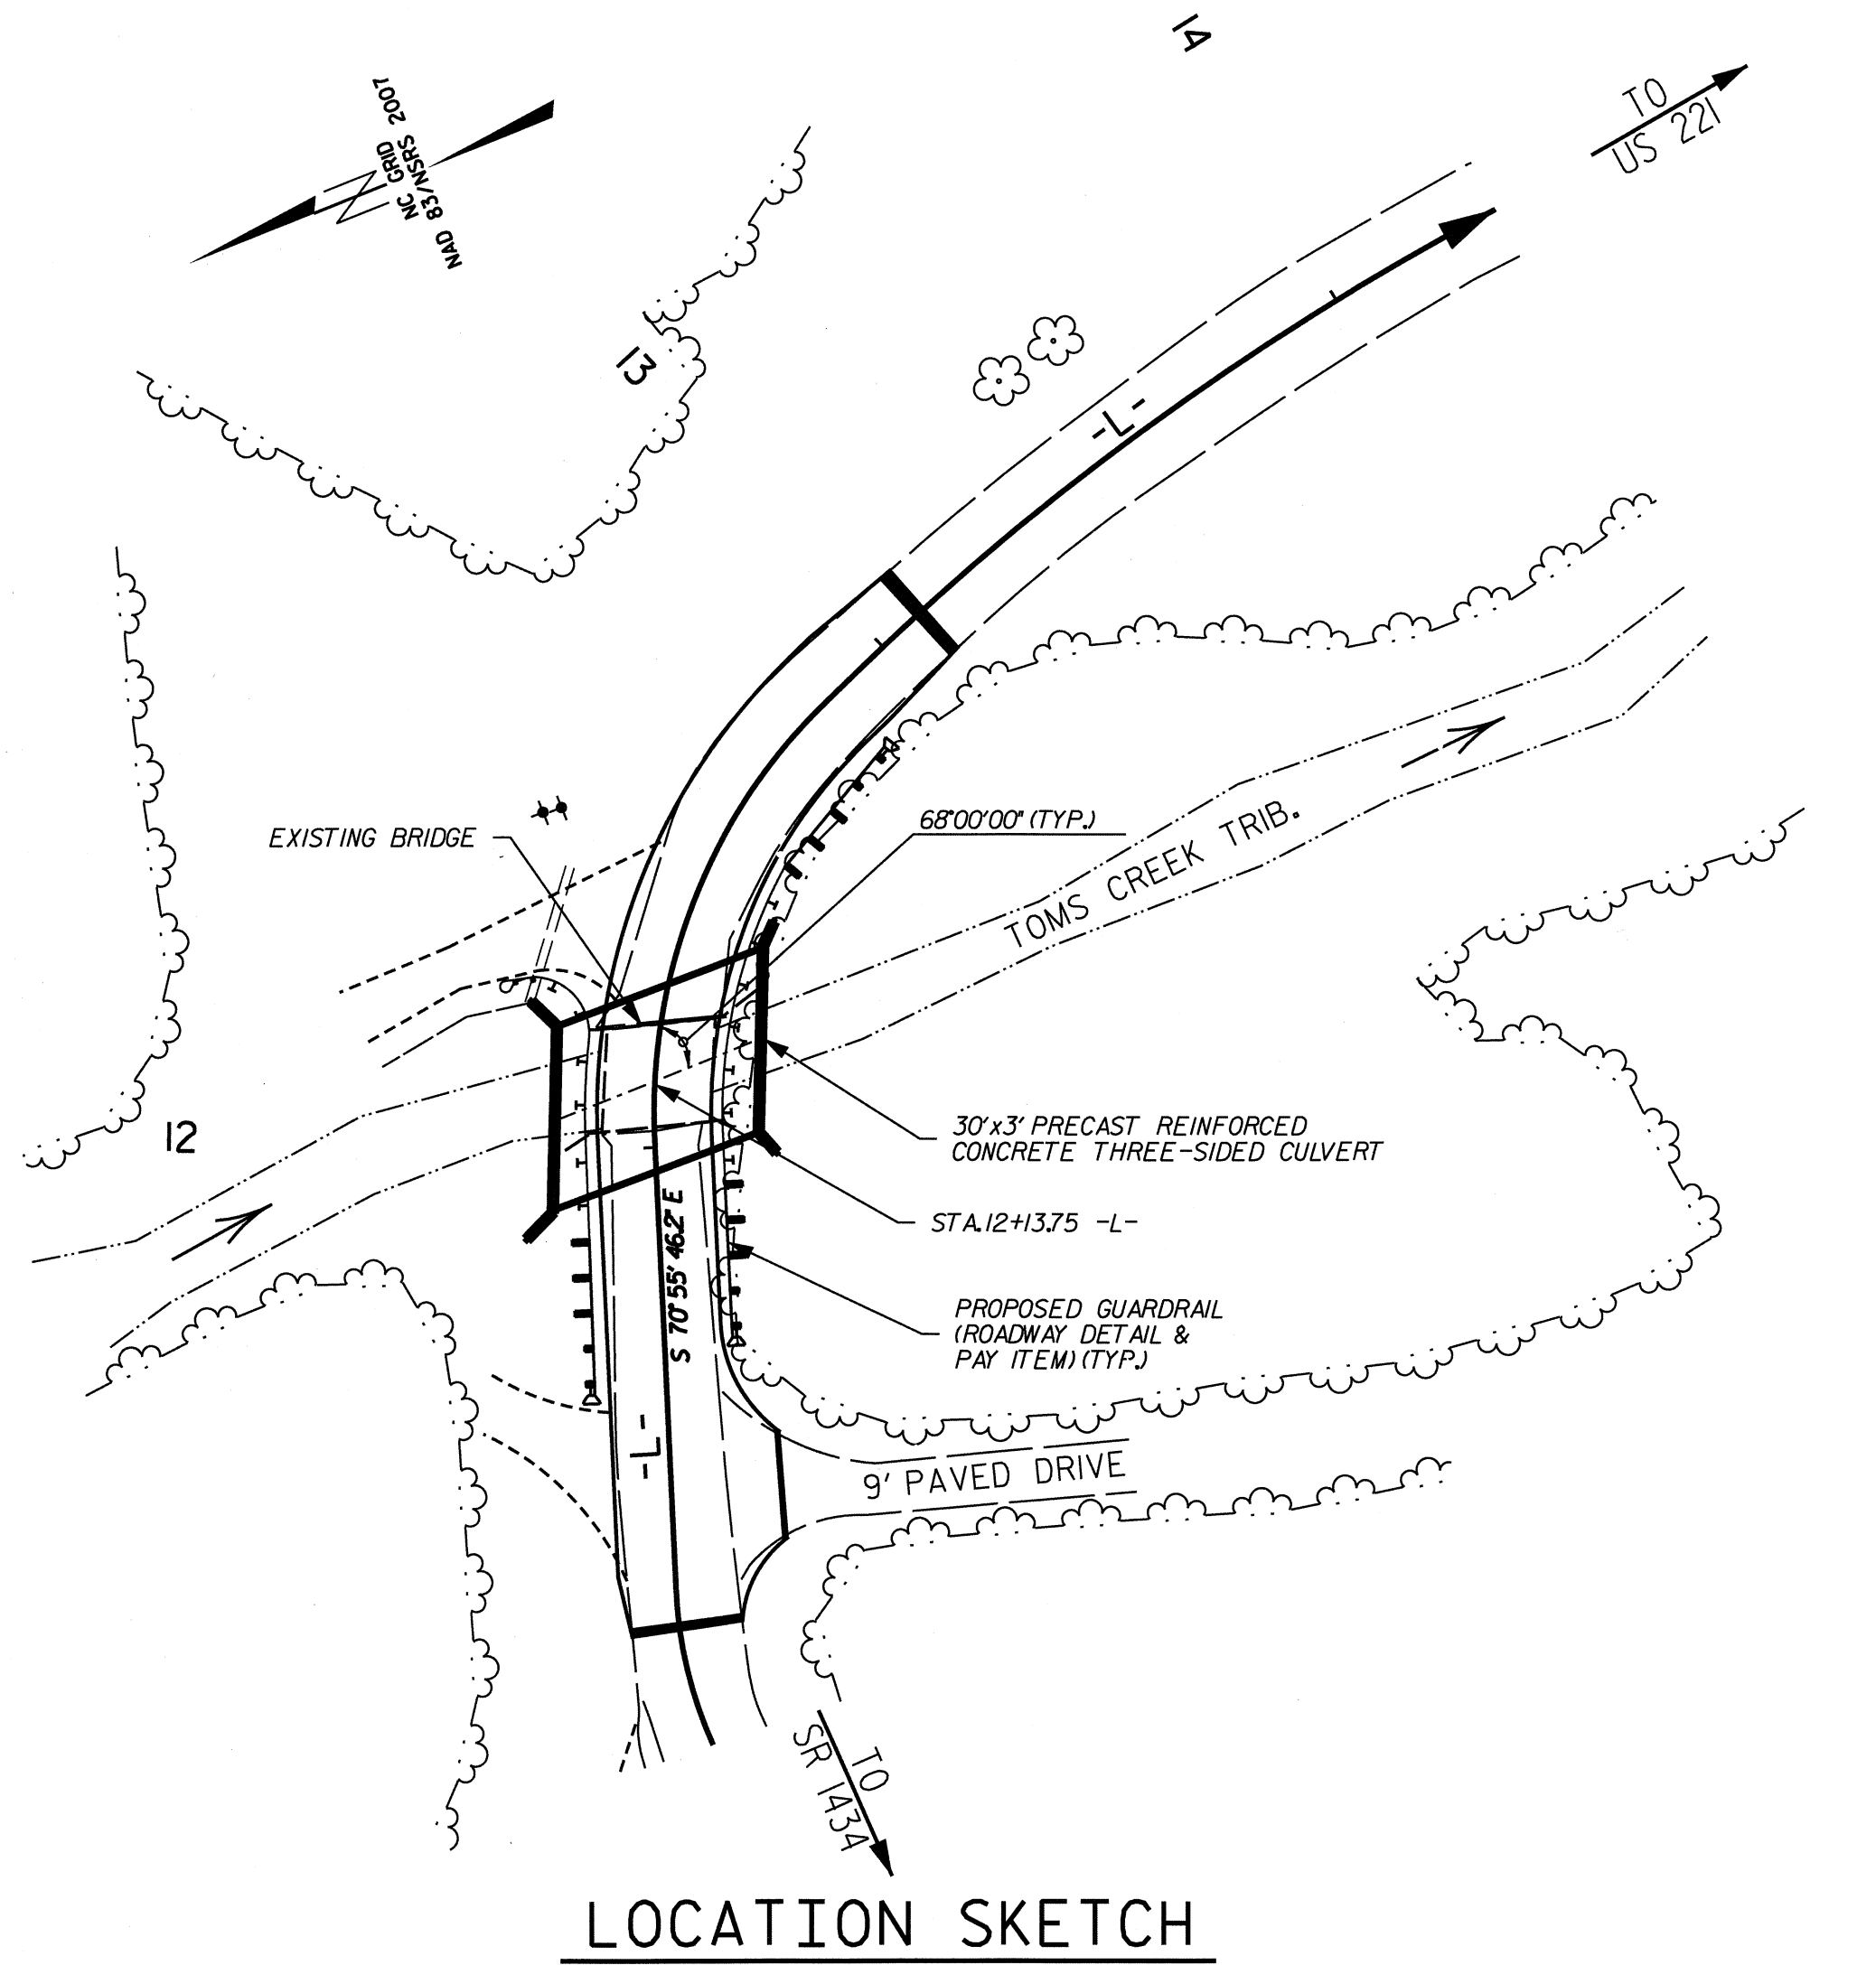 14
TO
US 221
NC GRID
NAD 83/NSRS 2007
13
-L-
EXISTING BRIDGE
68°00'00" (TYP.)
TOMS CREEK TRIB.
12
30'x3' PRECAST REINFORCED
CONCRETE THREE-SIDED CULVERT
STA.12+13.75 -L-
S 70°55'46.2" E
PROPOSED GUARDRAIL
(ROADWAY DETAIL &
PAY ITEM) (TYP.)
-L-
9' PAVED DRIVE
TO
SR 1434
LOCATION SKETCH